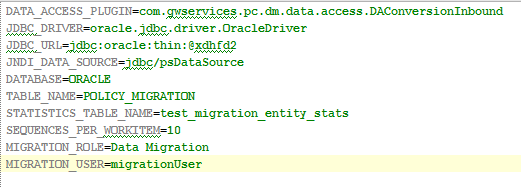 DATA_ACCESS_PLUGIN=com.gwservices.pc.dm.data.access.DAConversionInbound
JDBC_DRIVER=oracle.jdbc.driver.OracleDriver
JDBC_URL=jdbc:oracle:thin:@xdhfd2
JNDI_DATA_SOURCE=jdbc/psDataSource
DATABASE=ORACLE
TABLE_NAME=POLICY_MIGRATION
STATISTICS_TABLE_NAME=test_migration_entity_stats
SEQUENCES_PER_WORKITEM=10
MIGRATION_ROLE=Data Migration
MIGRATION_USER=migrationUser